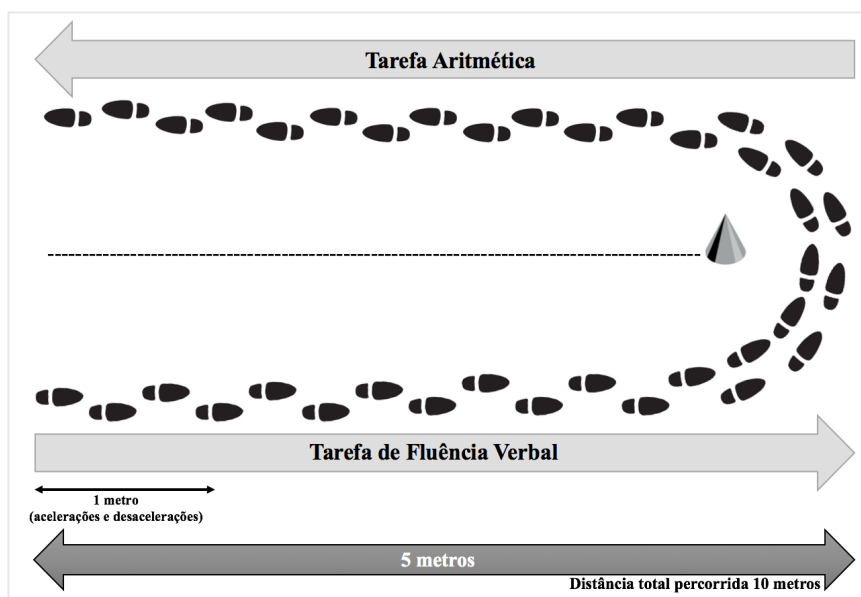 Tarefa Aritmética
Tarefa de Fluência Verbal
1 metro
(acelerações e desacelerações)
5 metros
Distância total percorrida 10 metros